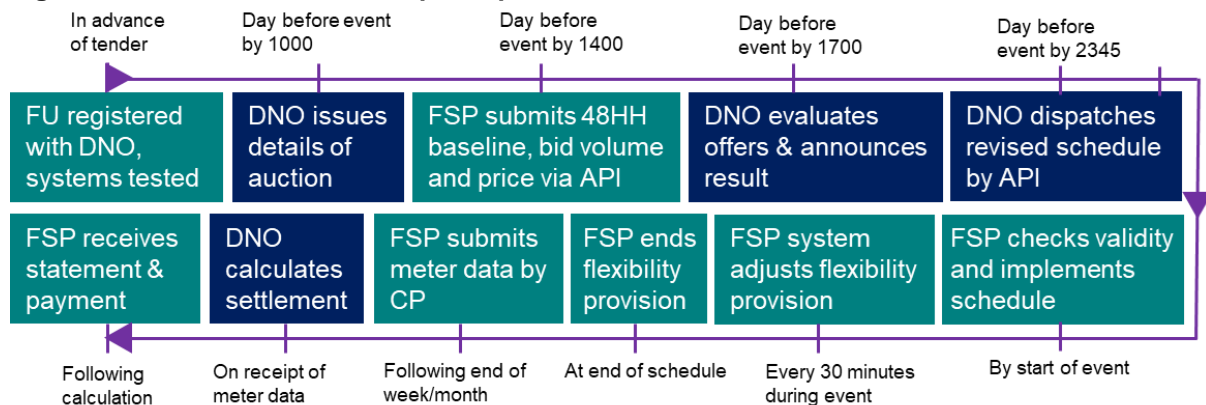 In advance
of tender
Day before event
by 1000
Day before
event by 1400
Day before
event by 1700
Day before
event by 2345
FU registered
with DNO,
systems tested
DNO issues
details of
auction
FSP submits 48HH
baseline, bid volume
and price via API
DNO evaluates
offers & announces
result
DNO dispatches
revised schedule
by API
FSP receives
statement &
payment
DNO
calculates
settlement
FSP submits
meter data by
CP
FSP ends
flexibility
provision
FSP system
adjusts flexibility
provision
FSP checks validity
and implements
schedule
Following
calculation
On receipt of
meter data
Following end of
week/month
At end of schedule
Every 30 minutes
during event
By start of event